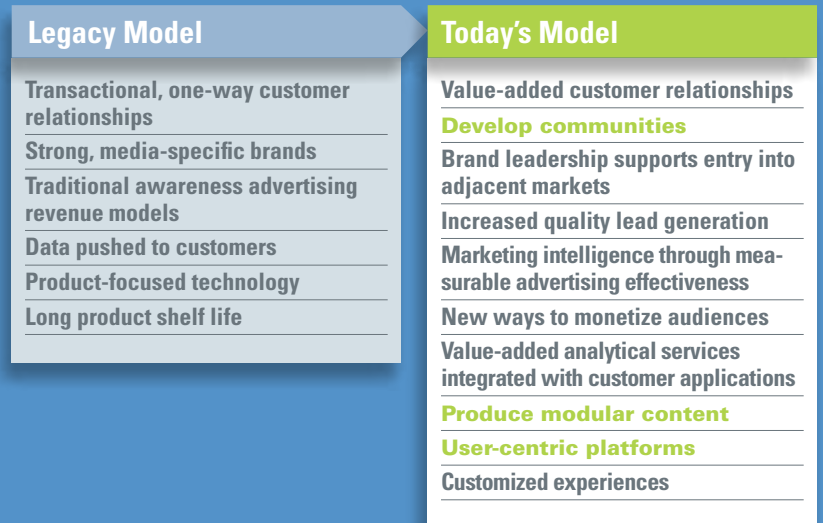 Legacy Model
Transactional, one-way customer
relationships
Strong, media-specific brands
Traditional awareness advertising
revenue models
Data pushed to customers
Product-focused technology
Long product shelf life
Today's Model
Value-added customer relationships
Develop communities
Brand leadership supports entry into
adjacent markets
Increased quality lead generation
Marketing intelligence through mea-
surable advertising effectiveness
New ways to monetize audiences
Value-added analytical services
integrated with customer applications
Produce modular content
User-centric platforms
Customized experiences